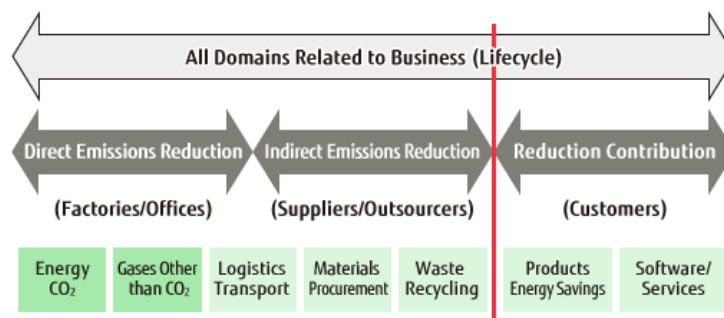 All Domains Related to Business (Lifecycle)
Direct Emissions Reduction
Indirect Emissions Reduction
Reduction Contribution
(Factories/Offices)
(Suppliers/Outsourcers)
(Customers)
Energy
CO₂
Gases Other
than CO₂
Logistics
Transport
Materials
Procurement
Waste
Recycling
Products
Energy Savings
Software/
Services